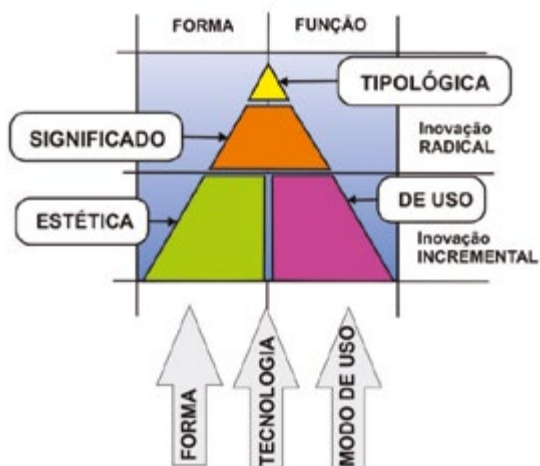 FORMA
FUNÇÃO
TIPOLÓGICA
SIGNIFICADO
Inovação
RADICAL
ESTÉTICA
DE USO
Inovação
INCREMENTAL
FORMA
TECNOLOGIA
MODO DE USO